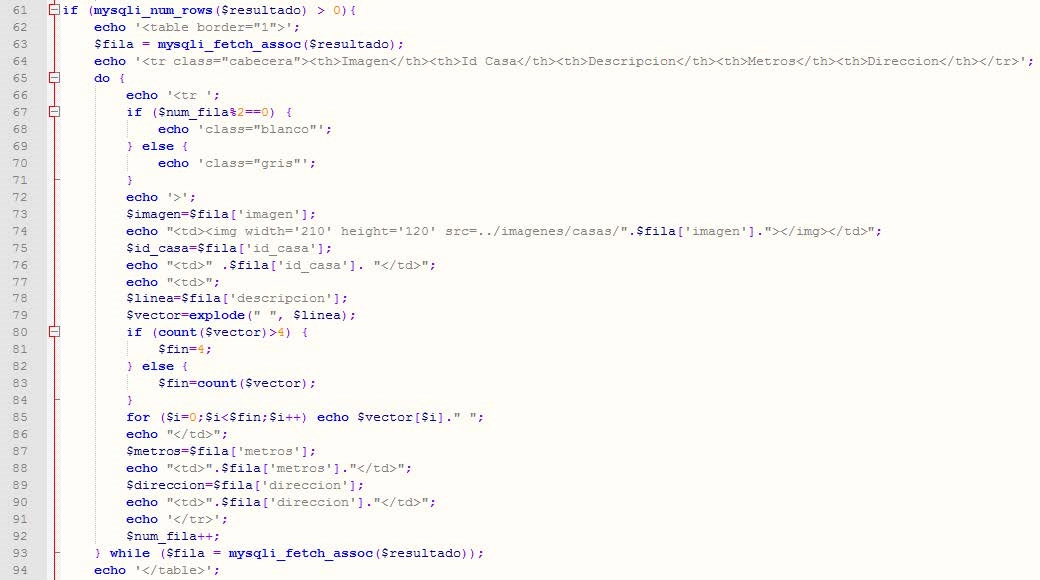 61 if (mysqli_num_rows($resultado) > 0){
62 echo '<table border="1">';
63 $fila = mysqli_fetch_assoc($resultado);
64 echo '<tr class="cabecera"><th>Imagen</th><th>Id Casa</th><th>Descripcion</th><th>Metros</th><th>Direccion</th></tr>';
65 do {
66 echo '<tr ';
67 if ($num_fila%2==0) {
68 echo 'class="blanco"';
69 } else {
70 echo 'class="gris"';
71 }
72 echo '>';
73 $imagen=$fila['imagen'];
74 echo "<td><img width='210' height='120' src=../imagenes/casas/".$fila['imagen']."></img></td>";
75 $id_casa=$fila['id_casa'];
76 echo "<td>" .$fila['id_casa']. "</td>";
77 echo "<td>";
78 $linea=$fila['descripcion'];
79 $vector=explode(" ", $linea);
80 if (count($vector)>4) {
81 $fin=4;
82 } else {
83 $fin=count($vector);
84 }
85 for ($i=0;$i<$fin;$i++) echo $vector[$i]." ";
86 echo "</td>";
87 $metros=$fila['metros'];
88 echo "<td>".$fila['metros']."</td>";
89 $direccion=$fila['direccion'];
90 echo "<td>".$fila['direccion']."</td>";
91 echo '</tr>';
92 $num_fila++;
93 } while ($fila = mysqli_fetch_assoc($resultado));
94 echo '</table>';